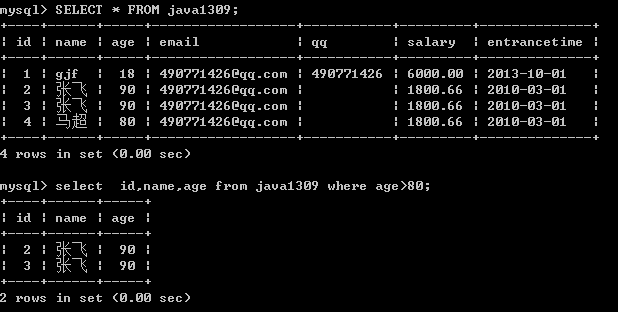 mysql> SELECT * FROM java1309;
+----+------+-----+------------------+-----------+---------+--------------+
| id | name | age | email            | qq        | salary  | entrancetime |
+----+------+-----+------------------+-----------+---------+--------------+
|  1 | gjf  |  18 | 490771426@qq.com | 490771426 | 6000.00 | 2013-10-01   |
|  2 | 张飞 |  90 | 490771426@qq.com |           | 1800.66 | 2010-03-01   |
|  3 | 张飞 |  90 | 490771426@qq.com |           | 1800.66 | 2010-03-01   |
|  4 | 马超 |  80 | 490771426@qq.com |           | 1800.66 | 2010-03-01   |
+----+------+-----+------------------+-----------+---------+--------------+
4 rows in set (0.00 sec)
mysql> select  id,name,age from java1309 where age>80;
+----+------+-----+
| id | name | age |
+----+------+-----+
|  2 | 张飞 |  90 |
|  3 | 张飞 |  90 |
+----+------+-----+
2 rows in set (0.00 sec)